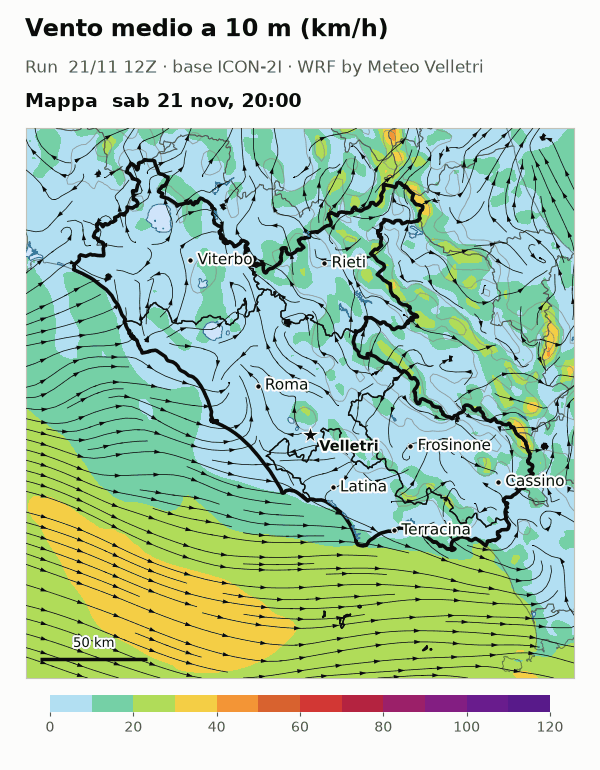 Vento medio a 10 m (km/h)
Run  21/11 12Z · base ICON-2I · WRF by Meteo Velletri
Mappa  sab 21 nov, 20:00
Viterbo
Rieti
Roma
Velletri
Frosinone
Cassino
Latina
Terracina
50 km
0 20 40 60 80 100 120